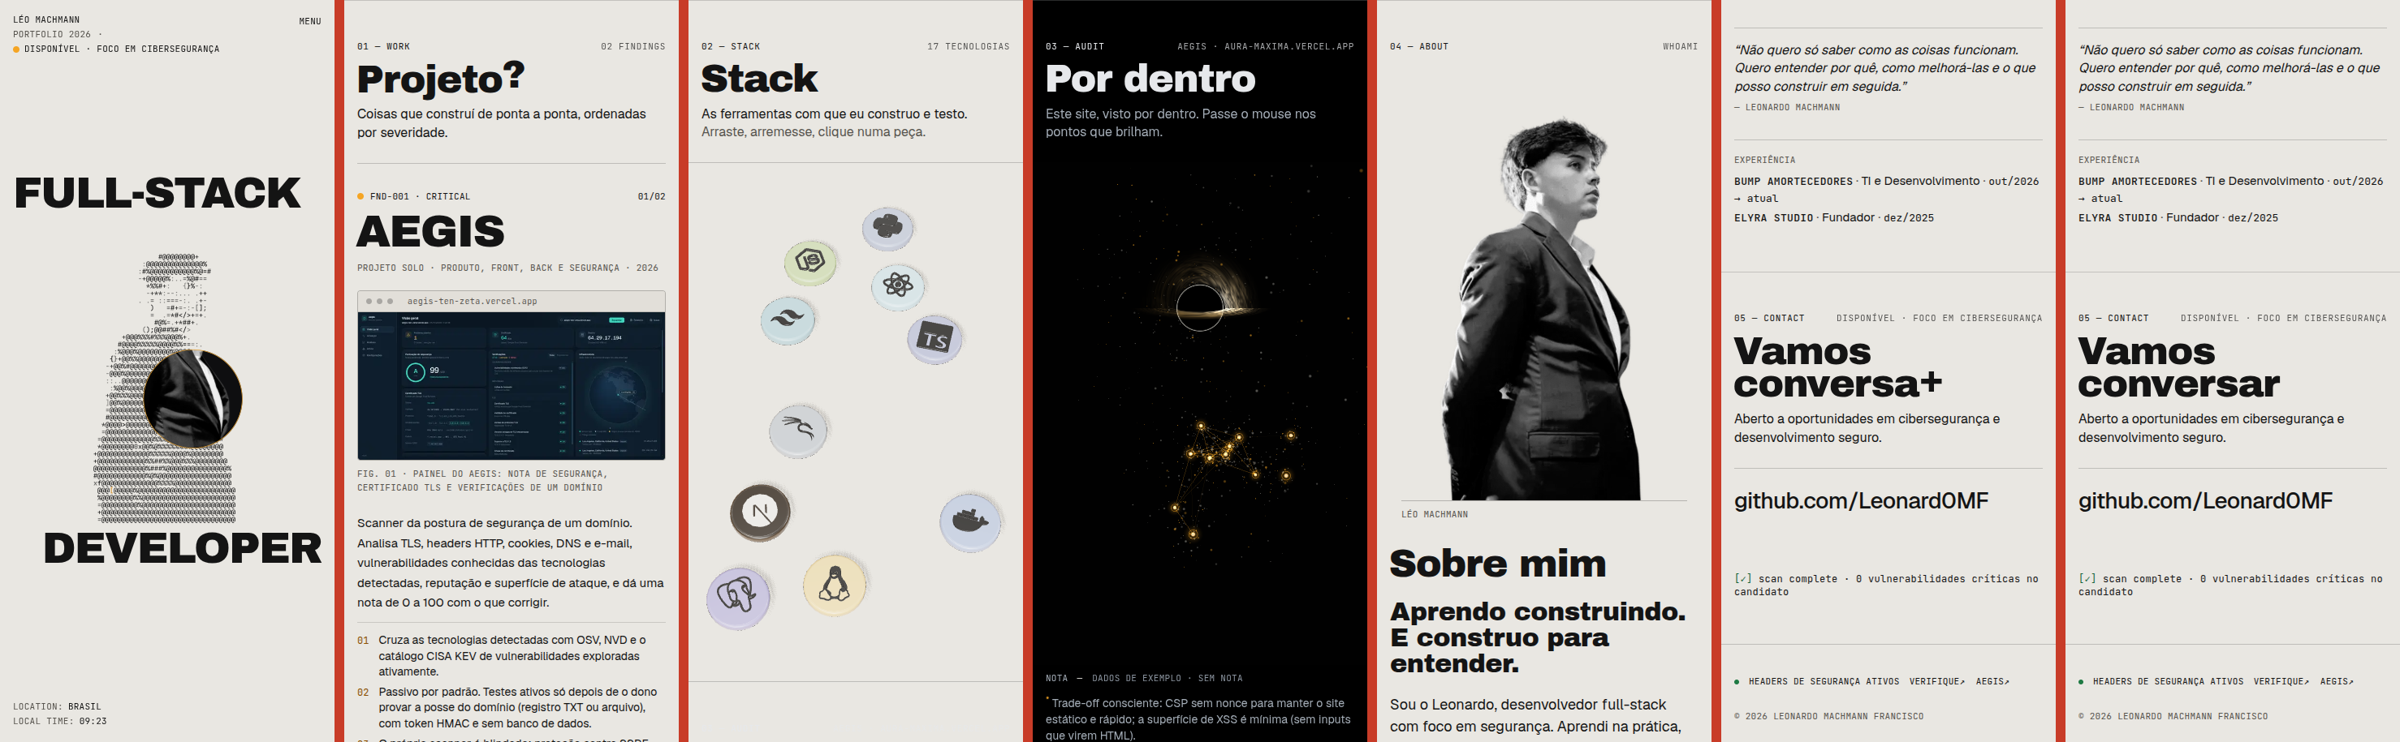 LÉO MACHMANN
MENU
PORTFOLIO 2026 ·
DISPONÍVEL · FOCO EM CIBERSEGURANÇA
FULL-STACK
DEVELOPER
LOCATION: BRASIL
LOCAL TIME: 09:23
01 — WORK
02 FINDINGS
Projeto?
Coisas que construí de ponta a ponta, ordenadas
por severidade.
FND-001 · CRITICAL
01/02
AEGIS
PROJETO SOLO · PRODUTO, FRONT, BACK E SEGURANÇA · 2026
aegis-ten-zeta.vercel.app
99
FIG. 01 · PAINEL DO AEGIS: NOTA DE SEGURANÇA,
CERTIFICADO TLS E VERIFICAÇÕES DE UM DOMÍNIO
Scanner da postura de segurança de um domínio.
Analisa TLS, headers HTTP, cookies, DNS e e-mail,
vulnerabilidades conhecidas das tecnologias
detectadas, reputação e superfície de ataque, e dá uma
nota de 0 a 100 com o que corrigir.
01 Cruza as tecnologias detectadas com OSV, NVD e o
catálogo CISA KEV de vulnerabilidades exploradas
ativamente.
02 Passivo por padrão. Testes ativos só depois de o dono
provar a posse do domínio (registro TXT ou arquivo),
com token HMAC e sem banco de dados.
02 — STACK
17 TECNOLOGIAS
Stack
As ferramentas com que eu construo e testo.
Arraste, arremesse, clique numa peça.
TS
03 — AUDIT
AEGIS · AURA-MAXIMA.VERCEL.APP
Por dentro
Este site, visto por dentro. Passe o mouse nos
pontos que brilham.
NOTA — DADOS DE EXEMPLO · SEM NOTA
* Trade-off consciente: CSP sem nonce para manter o site
estático e rápido; a superfície de XSS é mínima (sem inputs
que virem HTML).
04 — ABOUT
WHOAMI
LÉO MACHMANN
Sobre mim
Aprendo construindo.
E construo para
entender.
Sou o Leonardo, desenvolvedor full-stack
com foco em segurança. Aprendi na prática,
“Não quero só saber como as coisas funcionam.
Quero entender por quê, como melhorá-las e o que
posso construir em seguida.”
— LEONARDO MACHMANN
EXPERIÊNCIA
BUMP AMORTECEDORES · TI e Desenvolvimento · out/2026
→ atual
ELYRA STUDIO · Fundador · dez/2025
05 — CONTACT
DISPONÍVEL · FOCO EM CIBERSEGURANÇA
Vamos
conversa+
Aberto a oportunidades em cibersegurança e
desenvolvimento seguro.
github.com/Leonard0MF
[✓] scan complete · 0 vulnerabilidades críticas no
candidato
HEADERS DE SEGURANÇA ATIVOS VERIFIQUE↗ AEGIS↗
© 2026 LEONARDO MACHMANN FRANCISCO
“Não quero só saber como as coisas funcionam.
Quero entender por quê, como melhorá-las e o que
posso construir em seguida.”
— LEONARDO MACHMANN
EXPERIÊNCIA
BUMP AMORTECEDORES · TI e Desenvolvimento · out/2026
→ atual
ELYRA STUDIO · Fundador · dez/2025
05 — CONTACT
DISPONÍVEL · FOCO EM CIBERSEGURANÇA
Vamos
conversar
Aberto a oportunidades em cibersegurança e
desenvolvimento seguro.
github.com/Leonard0MF
[✓] scan complete · 0 vulnerabilidades críticas no
candidato
HEADERS DE SEGURANÇA ATIVOS VERIFIQUE↗ AEGIS↗
© 2026 LEONARDO MACHMANN FRANCISCO